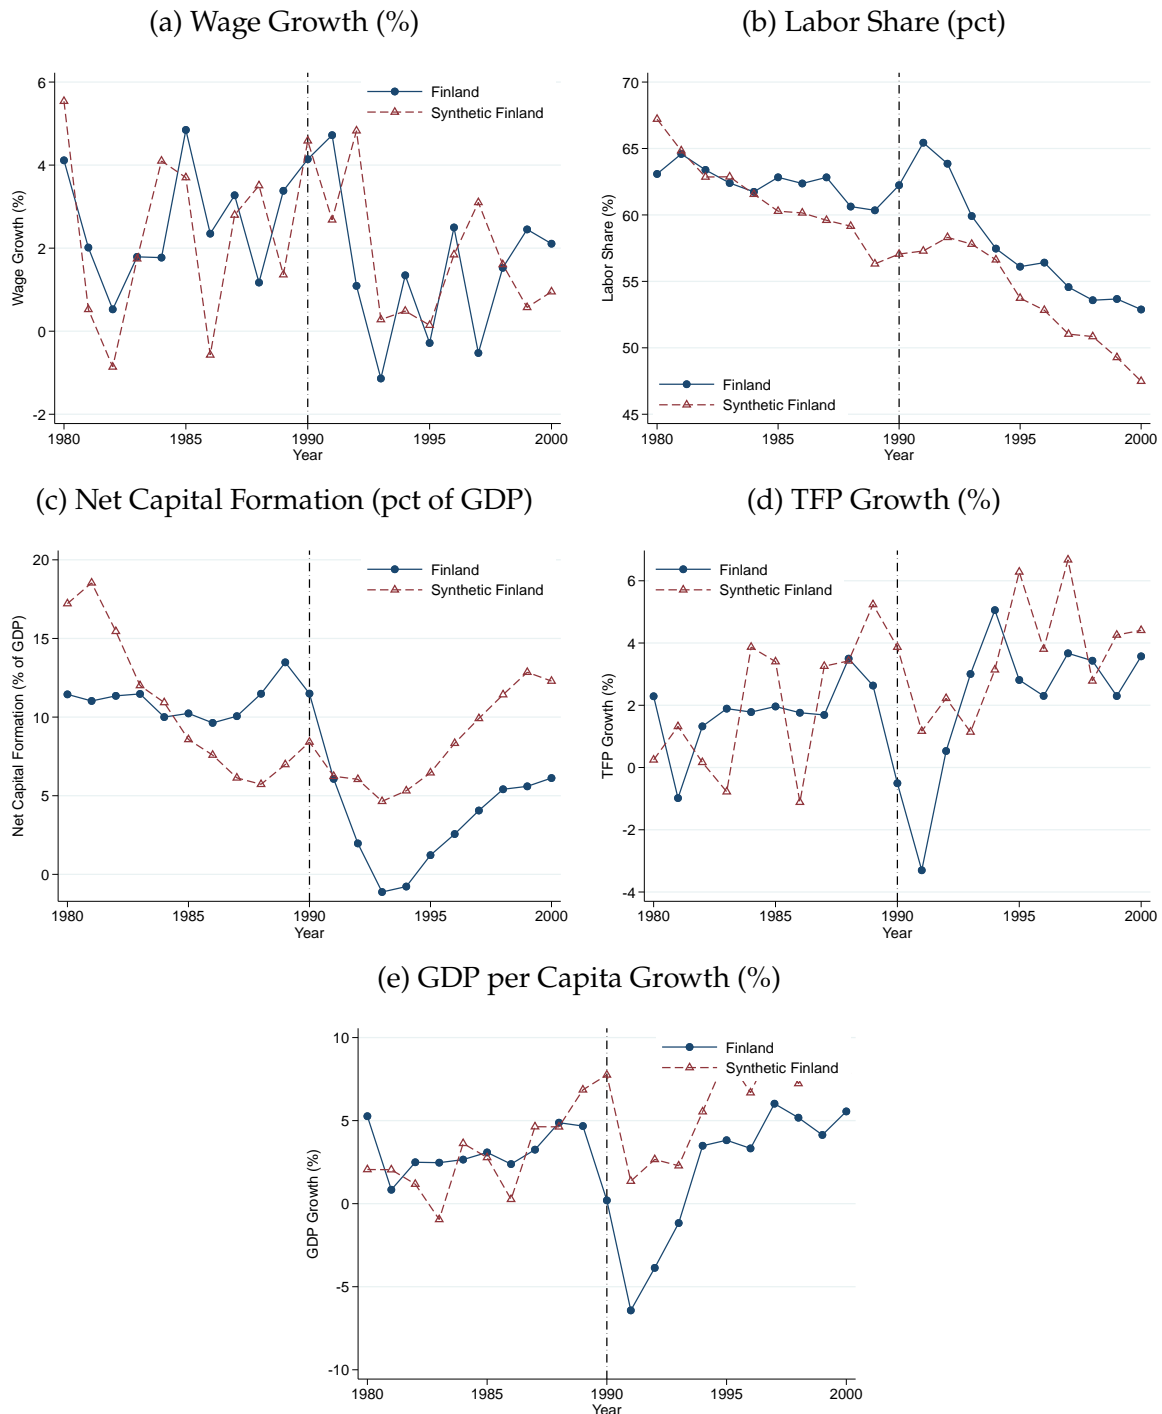 (a) Wage Growth (%)
6
4
2
0
-2
Wage Growth (%)
Finland
Synthetic Finland
1980
1985
1990
1995
2000
Year
(b) Labor Share (pct)
70
65
60
55
50
45
Labor Share (%)
Finland
Synthetic Finland
1980
1985
1990
1995
2000
Year
(c) Net Capital Formation (pct of GDP)
20
15
10
5
0
Net Capital Formation (% of GDP)
Finland
Synthetic Finland
1980
1985
1990
1995
2000
Year
(d) TFP Growth (%)
6
4
2
0
-2
-4
TFP Growth (%)
Finland
Synthetic Finland
1980
1985
1990
1995
2000
Year
(e) GDP per Capita Growth (%)
10
5
0
-5
-10
GDP Growth (%)
Finland
Synthetic Finland
1980
1985
1990
1995
2000
Year